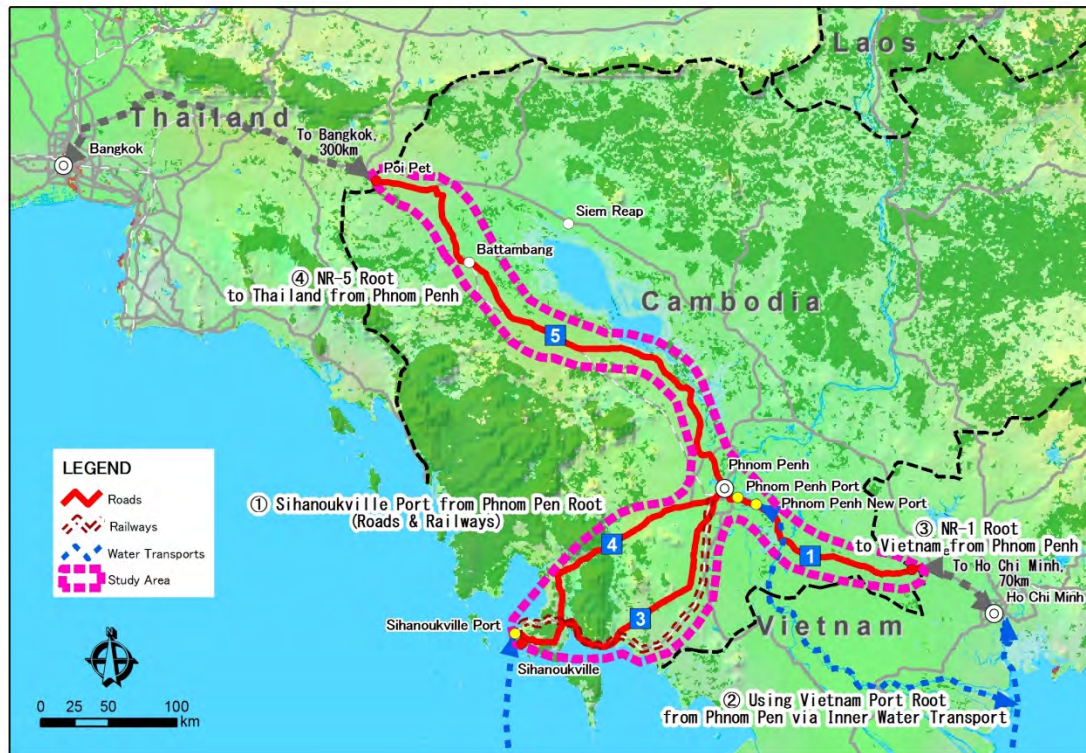 Laos
Thailand
Bangkok
To Bangkok,
300km
Poi Pet
Siem Reap
Battambang
④ NR-5 Root
to Thailand from Phnom Penh
Cambodia
5
LEGEND
Roads
Railways
Water Transports
Study Area
Phnom Penh
Phnom Penh Port
Phnom Penh New Port
① Sihanoukville Port from Phnom Pen Root
(Roads & Railways)
③ NR-1 Root
to Vietnam from Phnom Penh
To Ho Chi Minh,
70km
Ho Chi Minh
4
1
3
Sihanoukville Port
Sihanoukville
Vietnam
② Using Vietnam Port Root
from Phnom Pen via Inner Water Transport
0 25 50 100
km